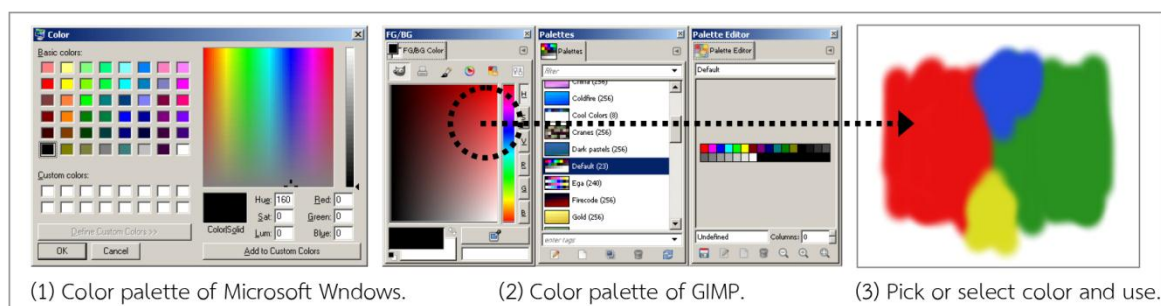 Color
Basic colors:
Custom colors:
Define Custom Colors >>
OK
Cancel
Color|Solid
Hue: 160
Sat: 0
Lum: 0
Red: 0
Green: 0
Blue: 0
Add to Custom Colors
FG/BG
FG/BG Color
H
V
R
G
B
Palettes
Palettes
filter
Coldfire (256)
Cool Colors (8)
Cranes (256)
Dark pastels (256)
Default (23)
Ega (240)
Firecode (256)
Gold (256)
enter tags
Palette Editor
Palette Editor
Default
Undefined
Columns: 0
(1) Color palette of Microsoft Wndows.
(2) Color palette of GIMP.
(3) Pick or select color and use.